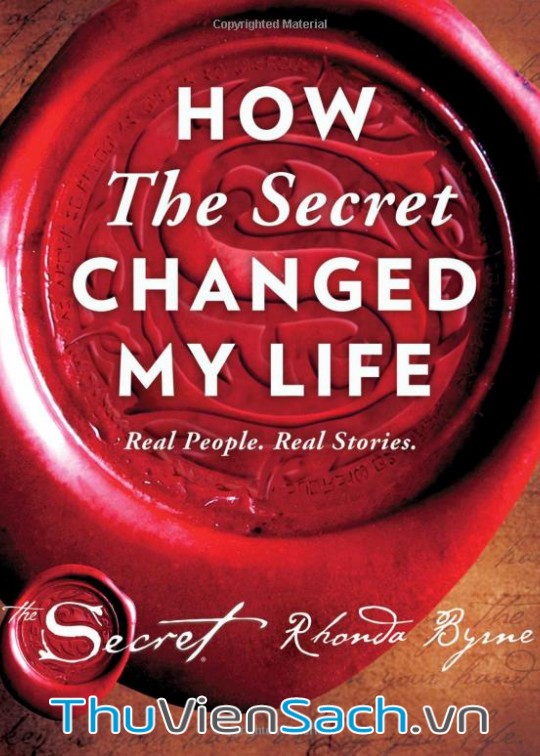 Copyrighted Material
HOW
The Secret
CHANGED
MY LIFE
Real People. Real Stories.
the Secret Rhonda Byrne
ThuVienSach.vn